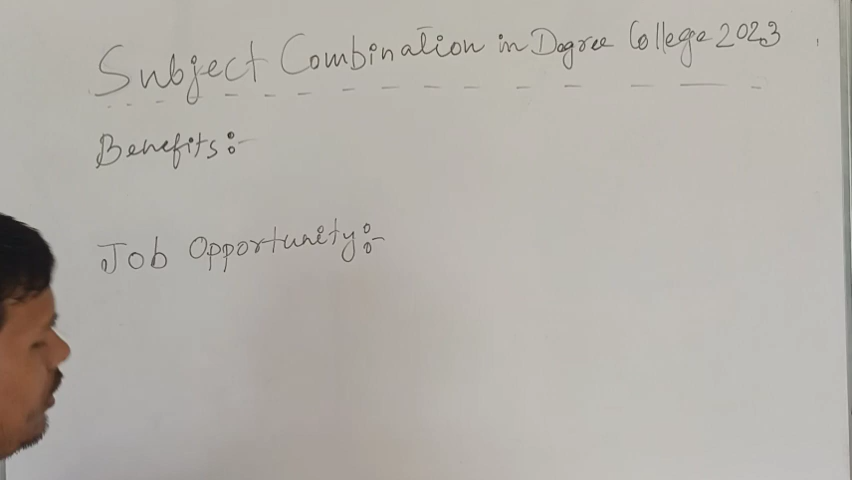 Subject Combination in Degree College 2023
Benefits:-
Job Opportunity:-